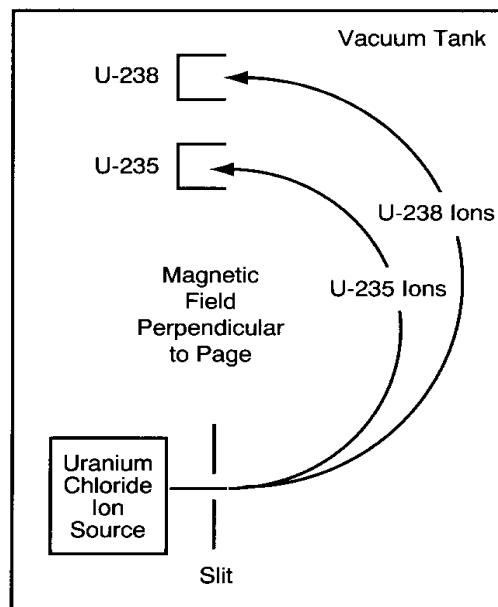 Vacuum Tank
U-238
U-235
U-238 Ions
U-235 Ions
Magnetic
Field
Perpendicular
to Page
Uranium
Chloride
Ion
Source
Slit